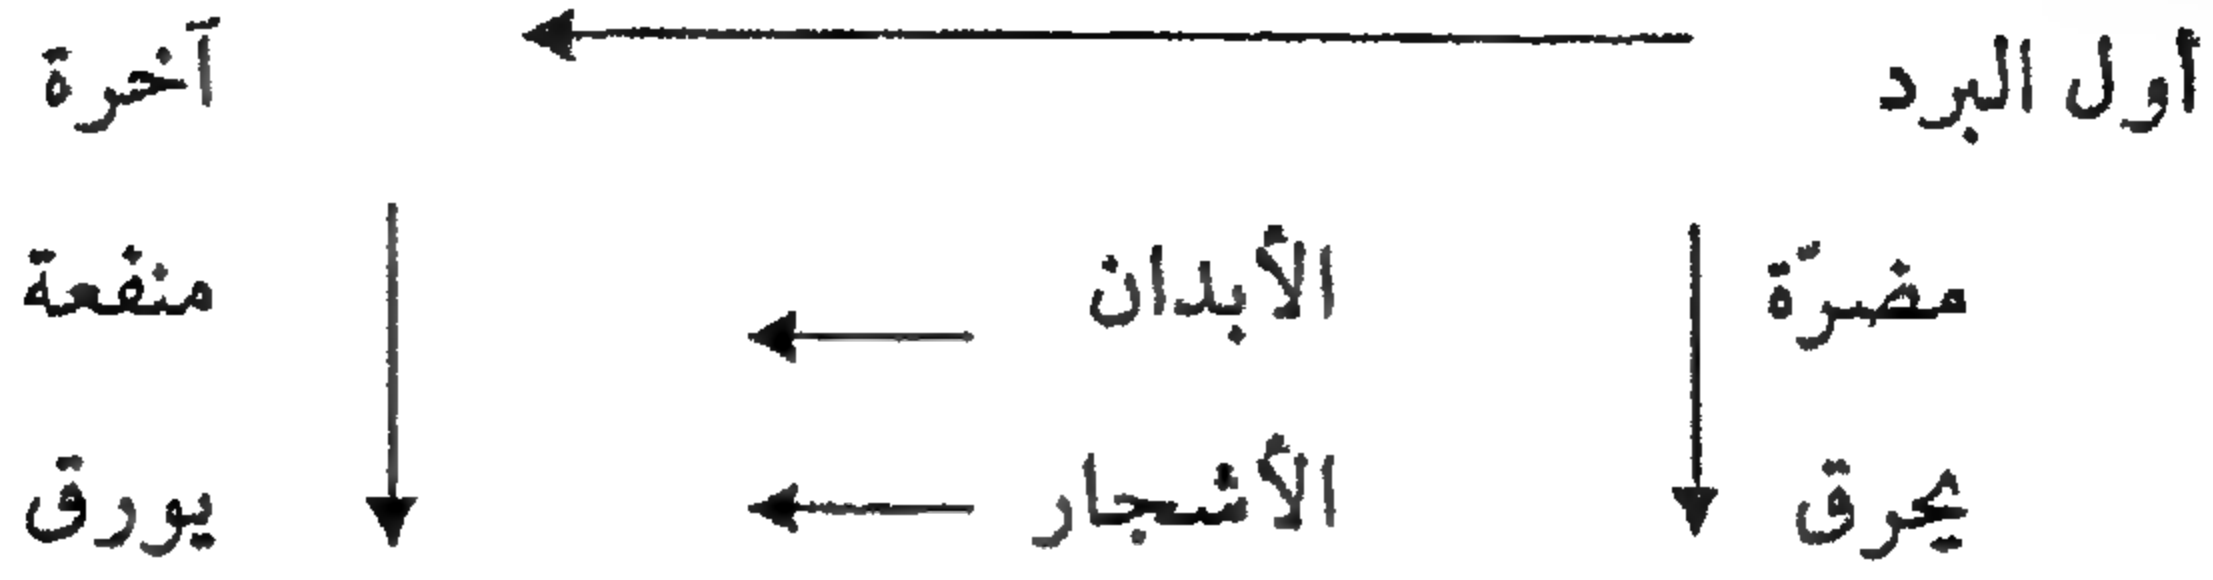 أول البرد آخرة
مضرّة الأبدان منفعة
يحرق الأشجار يورق